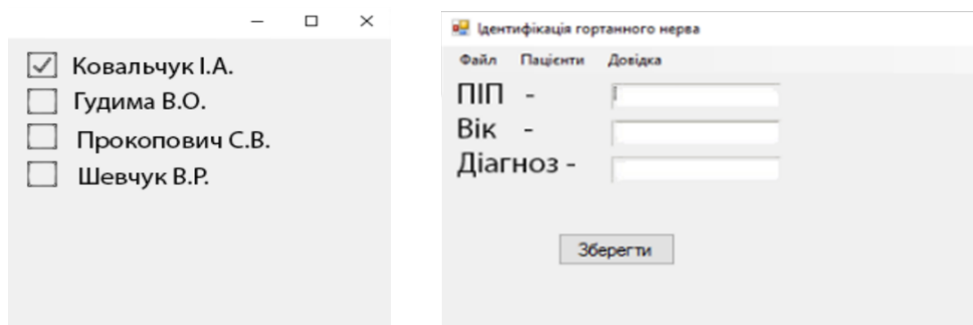 Ковальчук І.А.
Гудима В.О.
Прокопович С.В.
Шевчук В.Р.
Ідентифікація гортанного нерва
Файл Пацієнти Довідка
ПІП -
Вік -
Діагноз -
Зберегти